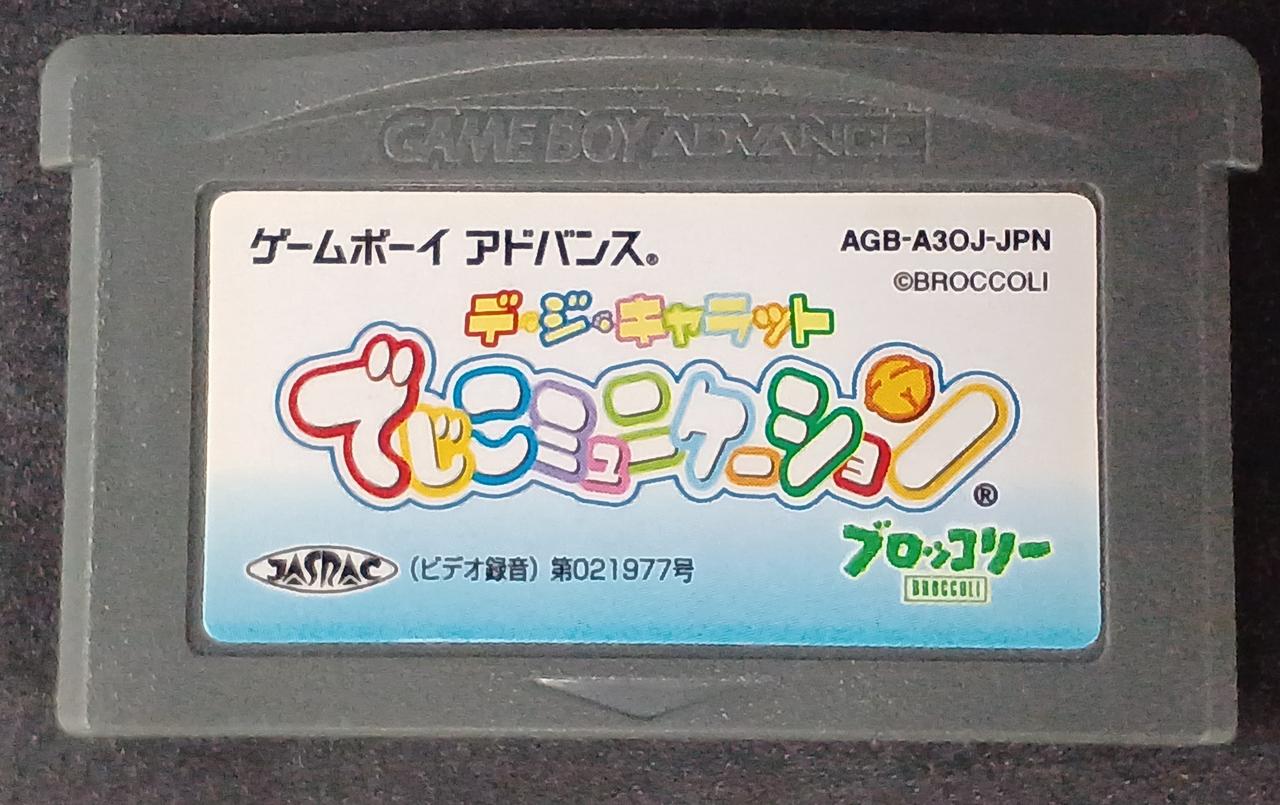 GAME BOY ADVANCE
ゲームボーイ アドバンス®
AGB-A3OJ-JPN
©BROCCOLI
デ・ジ・キャラット
でじこミュニケーション®
JASRAC (ビデオ録音) 第021977号
ブロッコリー
BROCCOLI